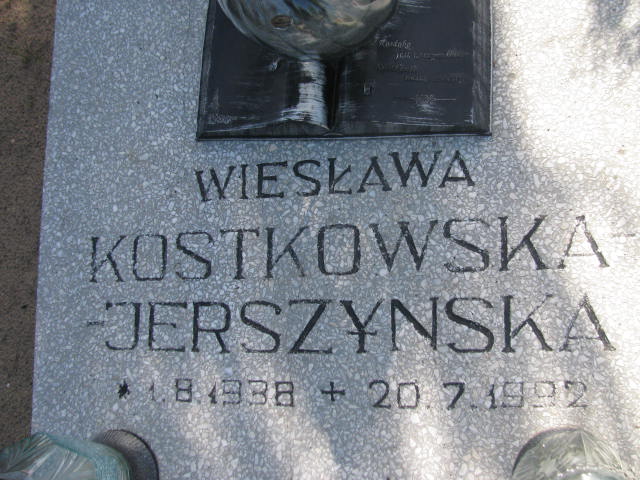 WIESŁAWA
KOSTKOWSKA-
-JERSZYNSKA
* 1.8.1938 + 20.7.1992